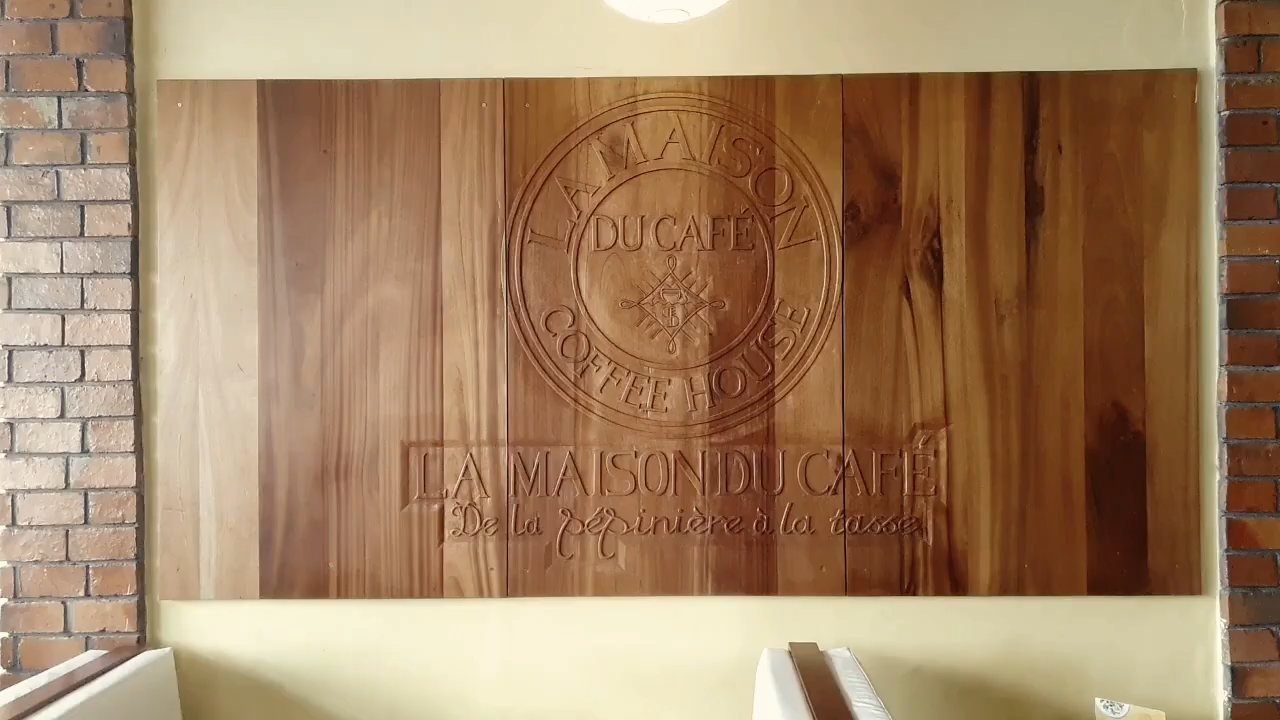 LA MAISON
DU CAFÉ
COFFEE HOUSE
LA MAISON DU CAFÉ
De la pépinière à la tasse